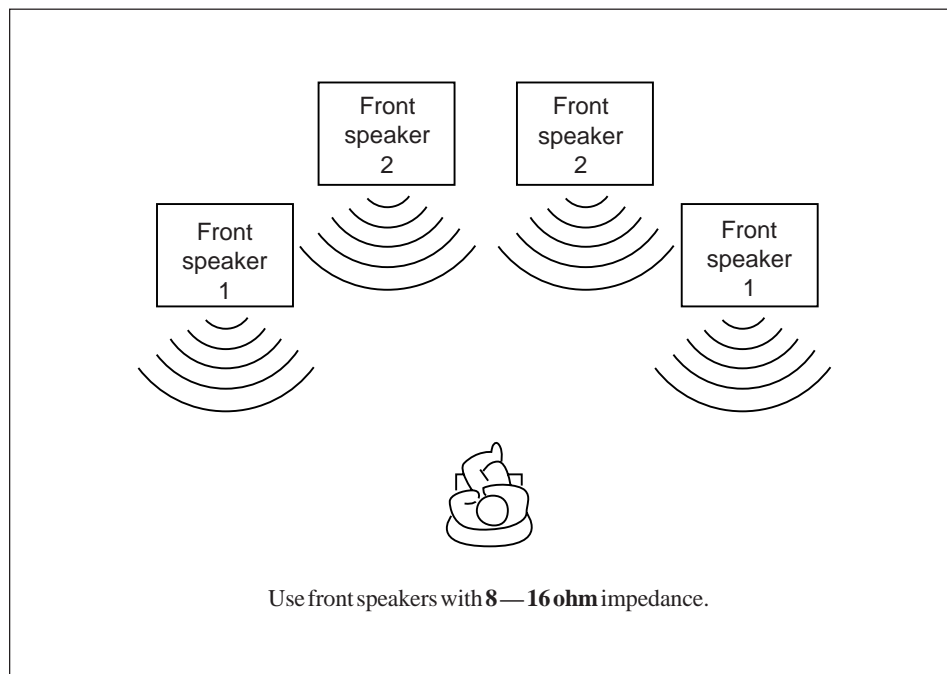 Front
speaker
2
Front
speaker
2
Front
speaker
1
Front
speaker
1
Use front speakers with 8 — 16 ohm impedance.